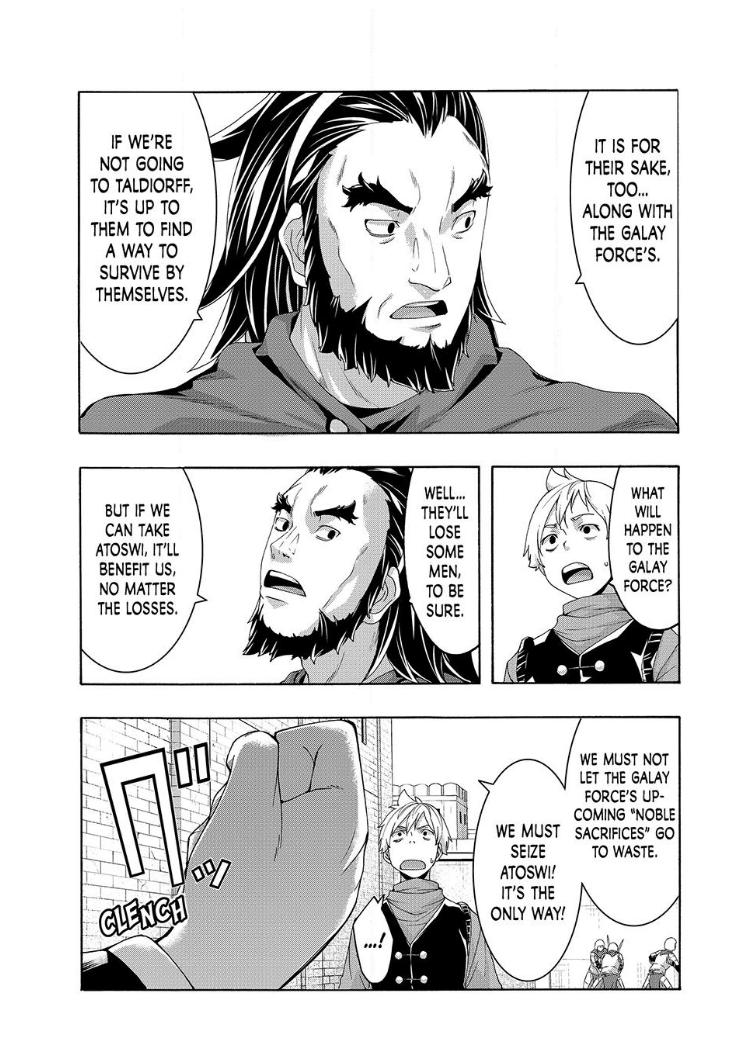 IT IS FOR
THEIR SAKE,
TOO...
ALONG WITH
THE GALAY
FORCE'S.
IF WE'RE
NOT GOING
TO TALDIORFF,
IT'S UP TO
THEM TO FIND
A WAY TO
SURVIVE BY
THEMSELVES.
WHAT
WILL
HAPPEN
TO THE
GALAY
FORCE?
WELL...
THEY'LL
LOSE
SOME
MEN,
TO BE
SURE.
BUT IF WE
CAN TAKE
ATOSWI, IT'LL
BENEFIT US,
NO MATTER
THE LOSSES.
WE MUST NOT
LET THE GALAY
FORCE'S UP-
COMING "NOBLE
SACRIFICES" GO
TO WASTE.
WE MUST
SEIZE
ATOSWI!
IT'S THE
ONLY WAY!
...!
CLENCH